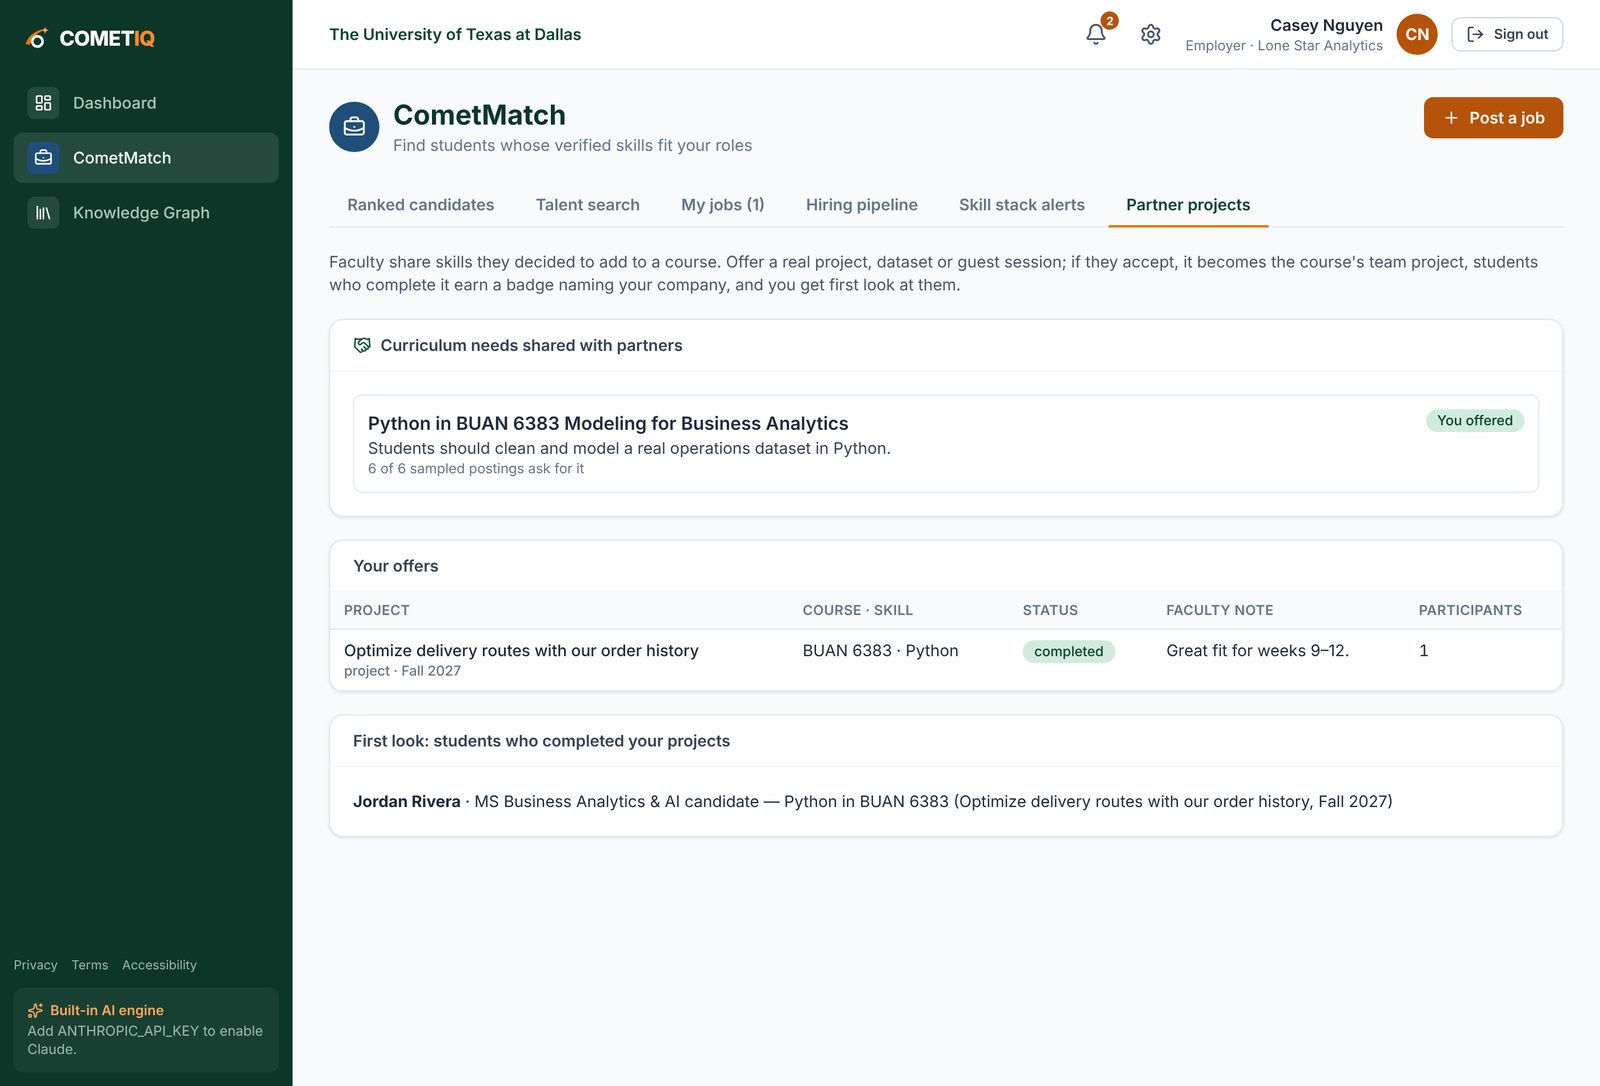 COMETIQ
Dashboard
CometMatch
Knowledge Graph
Privacy Terms Accessibility
Built-in AI engine
Add ANTHROPIC_API_KEY to enable
Claude.
The University of Texas at Dallas
2
Casey Nguyen
Employer · Lone Star Analytics
CN
Sign out
CometMatch
Find students whose verified skills fit your roles
+ Post a job
Ranked candidates Talent search My jobs (1) Hiring pipeline Skill stack alerts Partner projects
Faculty share skills they decided to add to a course. Offer a real project, dataset or guest session; if they accept, it becomes the course's team project, students
who complete it earn a badge naming your company, and you get first look at them.
Curriculum needs shared with partners
Python in BUAN 6383 Modeling for Business Analytics
You offered
Students should clean and model a real operations dataset in Python.
6 of 6 sampled postings ask for it
Your offers
PROJECT COURSE · SKILL STATUS FACULTY NOTE PARTICIPANTS
Optimize delivery routes with our order history BUAN 6383 · Python completed Great fit for weeks 9–12. 1
project · Fall 2027
First look: students who completed your projects
Jordan Rivera · MS Business Analytics & AI candidate — Python in BUAN 6383 (Optimize delivery routes with our order history, Fall 2027)